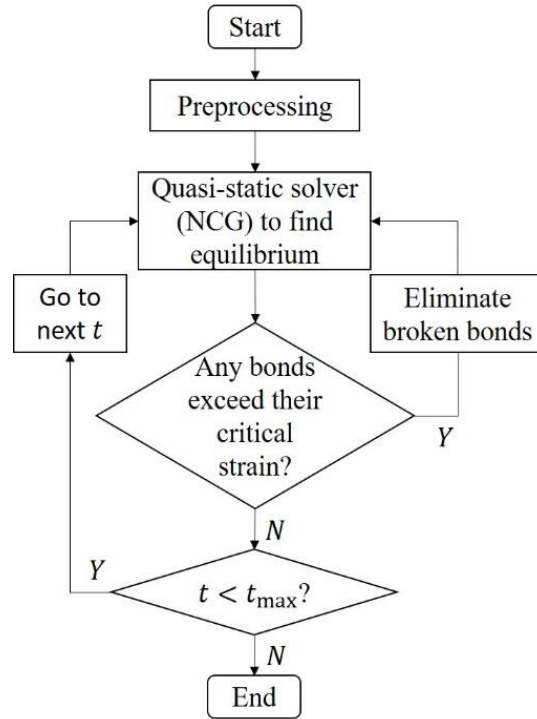 Start
Preprocessing
Quasi-static solver
(NCG) to find
equilibrium
Go to
next t
Eliminate
broken bonds
Any bonds
exceed their
critical
strain?
Y
N
Y
t < t_max?
N
End